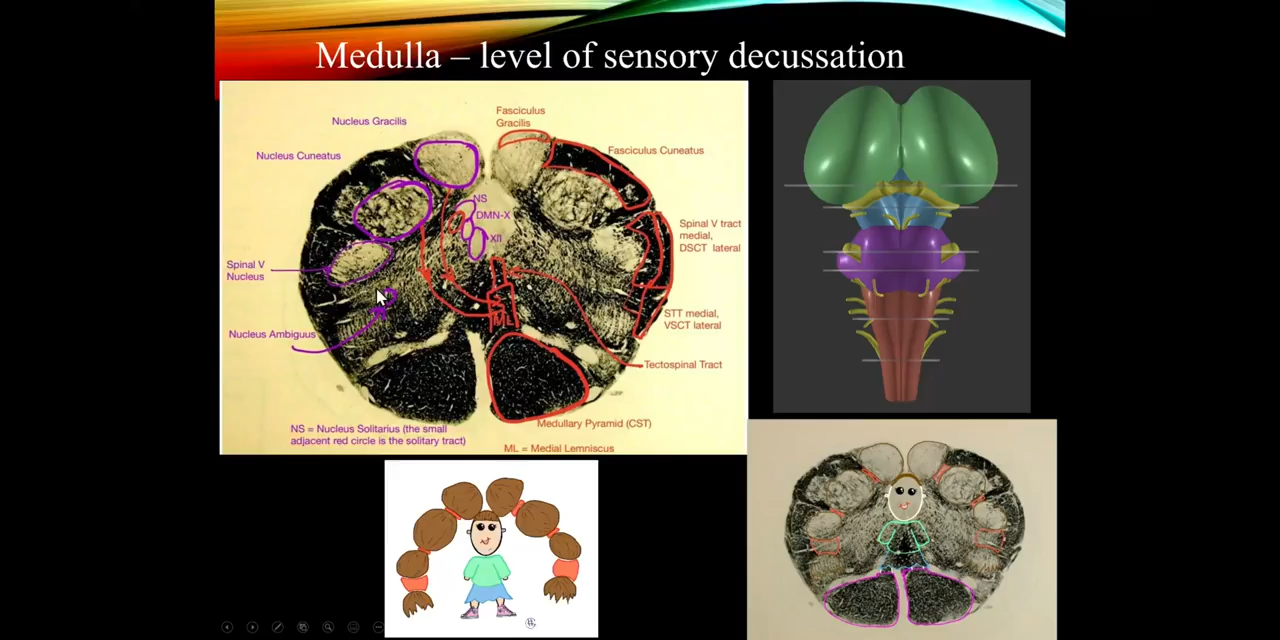 Medulla – level of sensory decussation
Fasciculus
Gracilis
Nucleus Gracilis
Fasciculus Cuneatus
Nucleus Cuneatus
NS
DMN-X
XII
Spinal V tract
medial,
DSCT lateral
Spinal V
Nucleus
STT medial,
VSCT lateral
ML
Nucleus Ambiguus
Tectospinal Tract
Medullary Pyramid (CST)
NS = Nucleus Solitarius (the small
adjacent red circle is the solitary tract)
ML = Medial Lemniscus